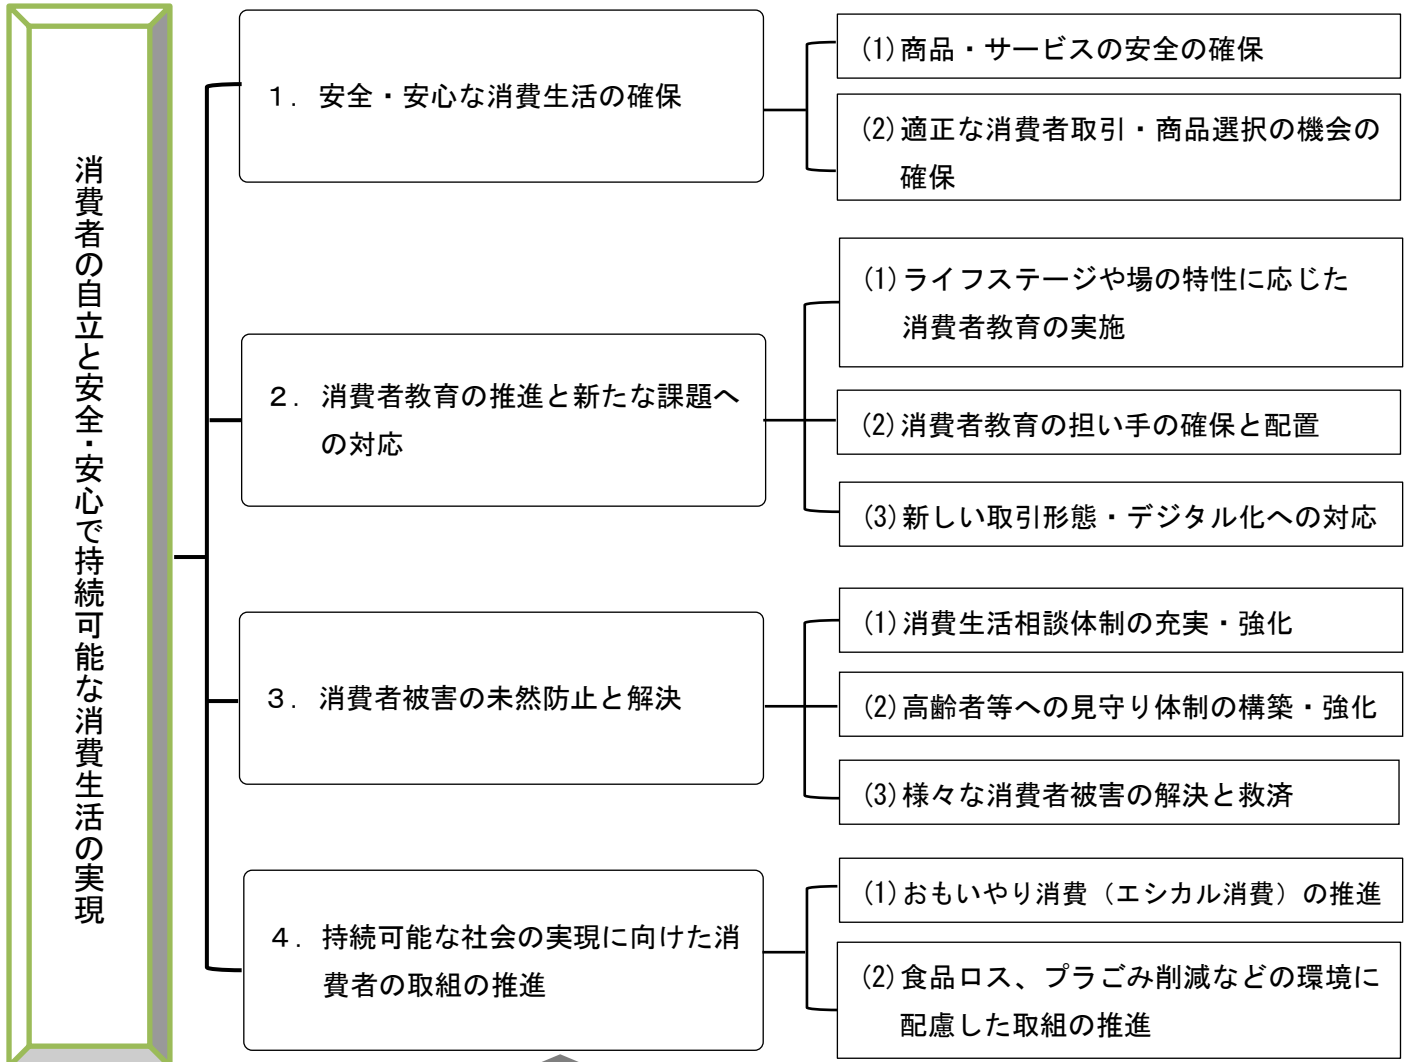 消費者の自立と安全・安心で持続可能な消費生活の実現
１．安全・安心な消費生活の確保
(1)商品・サービスの安全の確保
(2)適正な消費者取引・商品選択の機会の
確保
２．消費者教育の推進と新たな課題へ
の対応
(1)ライフステージや場の特性に応じた
消費者教育の実施
(2)消費者教育の担い手の確保と配置
(3)新しい取引形態・デジタル化への対応
３．消費者被害の未然防止と解決
(1)消費生活相談体制の充実・強化
(2)高齢者等への見守り体制の構築・強化
(3)様々な消費者被害の解決と救済
４．持続可能な社会の実現に向けた消
費者の取組の推進
(1)おもいやり消費（エシカル消費）の推進
(2)食品ロス、プラごみ削減などの環境に
配慮した取組の推進